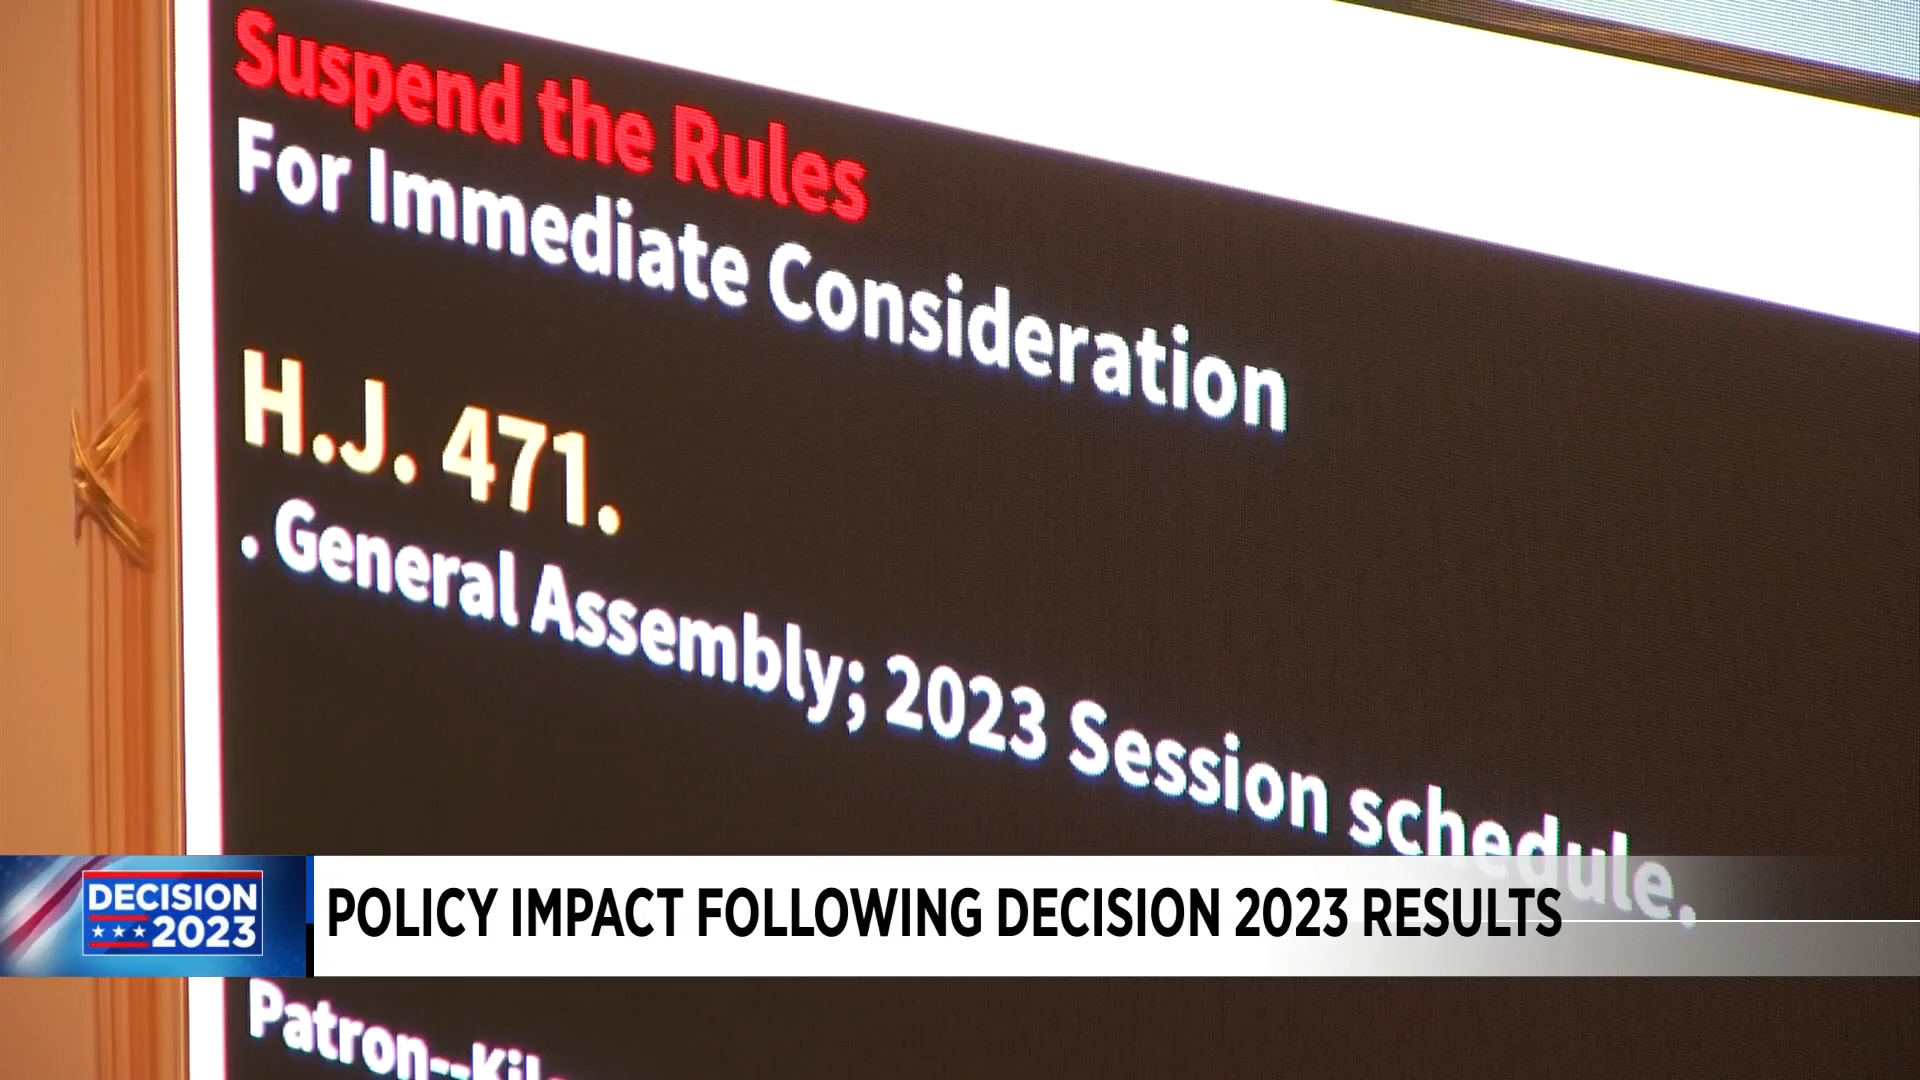 Suspend the Rules
For Immediate Consideration
H.J. 471.
. General Assembly; 2023 Session schedule.
DECISION
2023
POLICY IMPACT FOLLOWING DECISION 2023 RESULTS